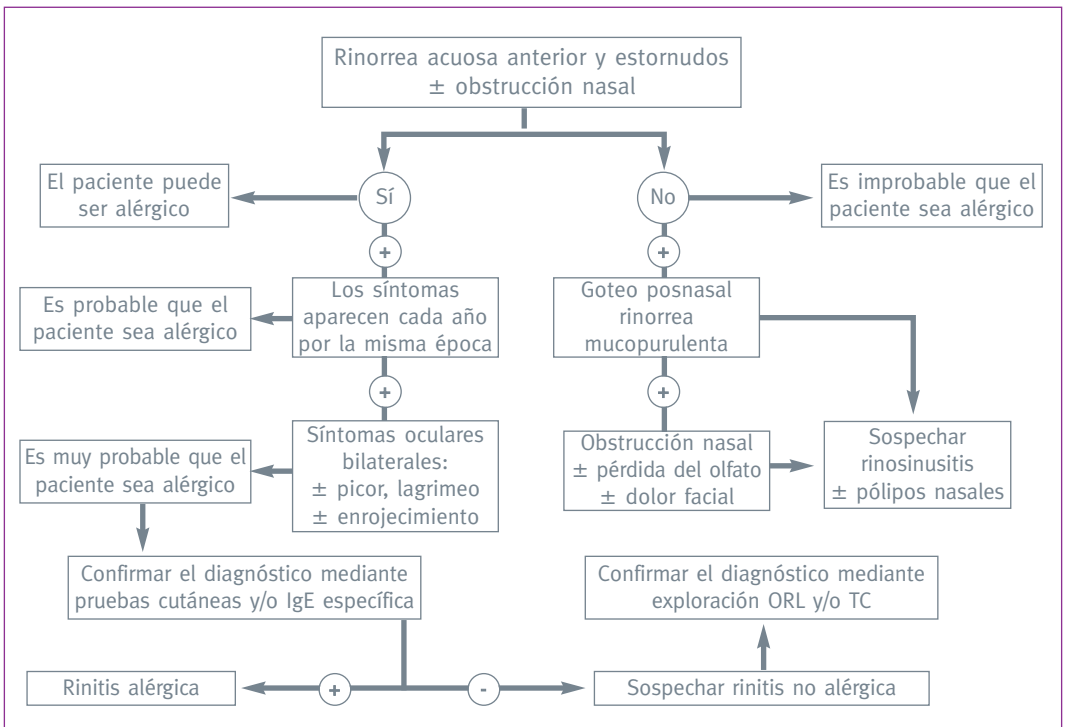 Rinorrea acuosa anterior y estornudos
± obstrucción nasal
El paciente puede
ser alérgico
Sí
No
Es improbable que el
paciente sea alérgico
+
+
Es probable que el
paciente sea alérgico
Los síntomas
aparecen cada año
por la misma época
Goteo posnasal
rinorrea
mucopurulenta
+
+
Es muy probable que el
paciente sea alérgico
Síntomas oculares
bilaterales:
± picor, lagrimeo
± enrojecimiento
Obstrucción nasal
± pérdida del olfato
± dolor facial
Sospechar
rinosinusitis
± pólipos nasales
Confirmar el diagnóstico mediante
pruebas cutáneas y/o IgE específica
Confirmar el diagnóstico mediante
exploración ORL y/o TC
Rinitis alérgica
+
-
Sospechar rinitis no alérgica